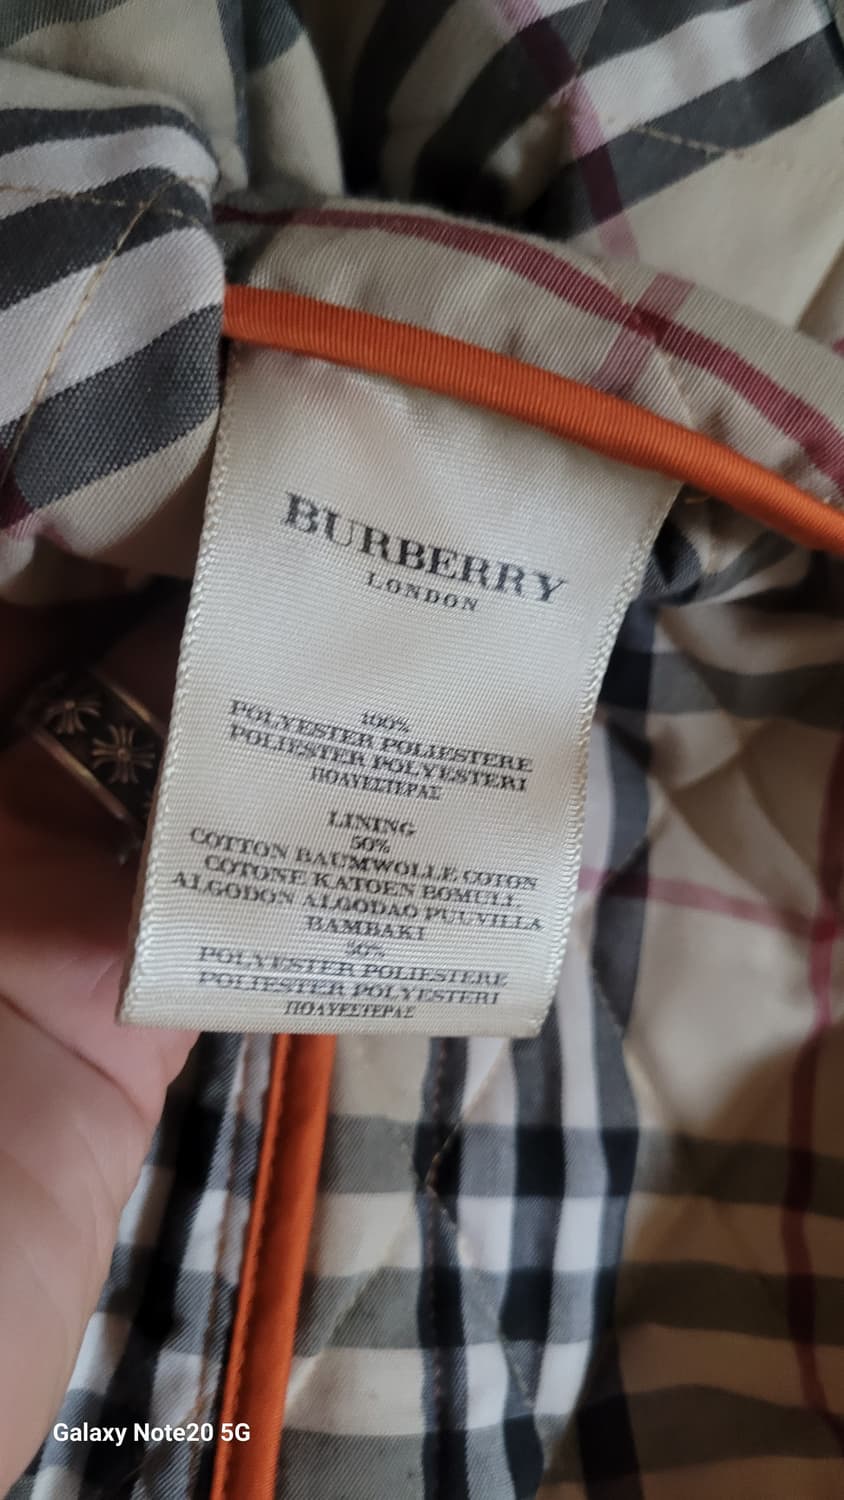 BURBERRY
LONDON
100%
POLYESTER POLIESTERE
POLIESTER POLYESTERI
ΠΟΛΥΕΣΤΕΡΑΣ
LINING
50%
COTTON BAUMWOLLE COTON
COTONE KATOEN BOMULL
ALGODON ALGODAO PUUVILLA
BAMBAKI
50%
POLYESTER POLIESTERE
POLIESTER POLYESTERI
ΠΟΛΥΕΣΤΕΡΑΣ
Galaxy Note20 5G